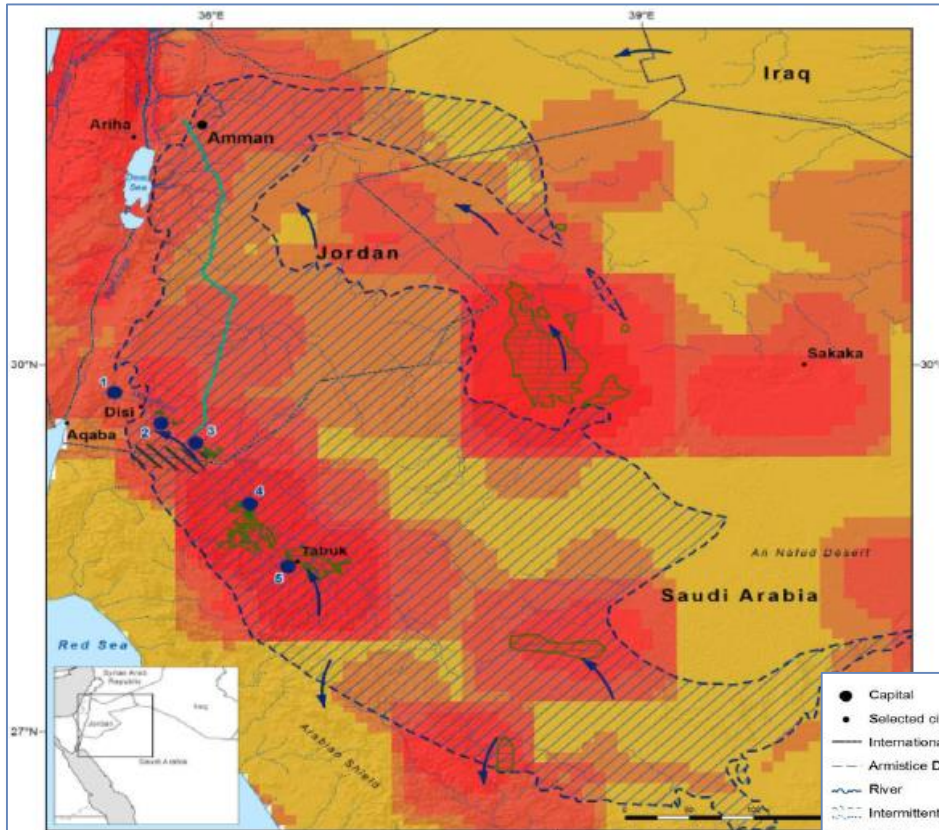 36°E
39°E
Iraq
Ariha
Amman
Dead
Sea
Jordan
30°N
30°
Sakaka
1
Disi
2
3
Aqaba
4
Tabuk
5
An Nafud Desert
Saudi Arabia
Red Sea
Syrian Arab
Republic
Iraq
Jordan
Saudi Arabia
27°N
Arabian Shield
Capital
Selected ci
Internationa
Armistice D
River
Intermittent